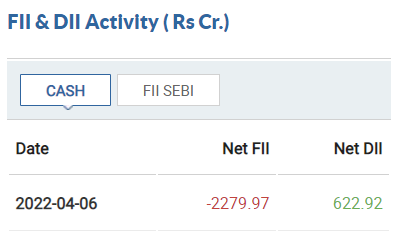 FII & DII Activity ( Rs Cr.)
CASH FII SEBI
Date Net FII Net DII
2022-04-06 -2279.97 622.92